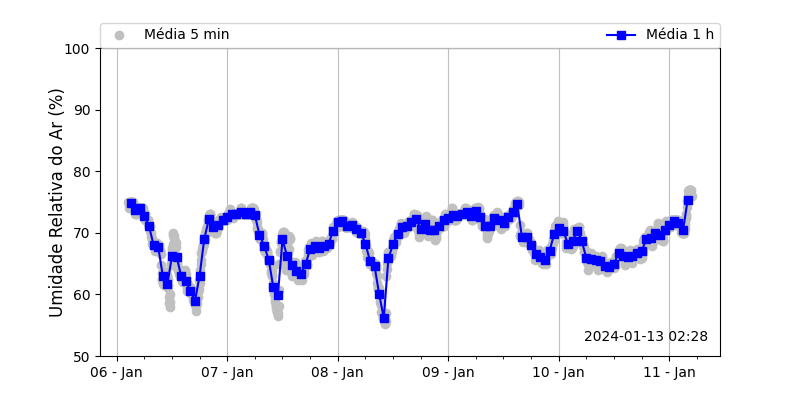 Média 5 min
Média 1 h
Umidade Relativa do Ar (%)
100
90
80
70
60
50
2024-01-13 02:28
06 - Jan
07 - Jan
08 - Jan
09 - Jan
10 - Jan
11 - Jan